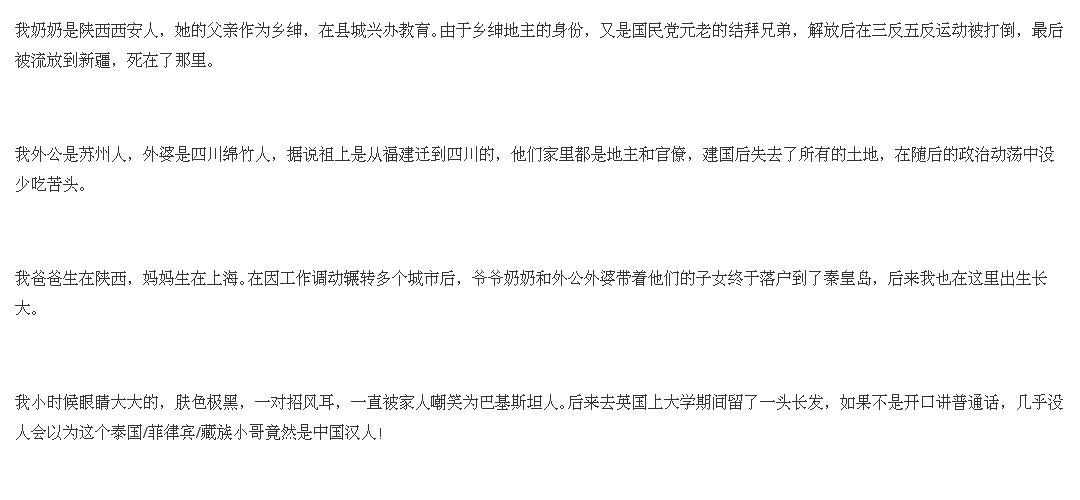 我奶奶是陕西西安人，她的父亲作为乡绅，在县城兴办教育。由于乡绅地主的身份，又是国民党元老的结拜兄弟，解放后在三反五反运动被打倒，最后
被流放到新疆，死在了那里。
我外公是苏州人，外婆是四川绵竹人，据说祖上是从福建迁到四川的，他们家里都是地主和官僚，建国后失去了所有的土地，在随后的政治动荡中没
少吃苦头。
我爸爸生在陕西，妈妈生在上海。在因工作调动辗转多个城市后，爷爷奶奶和外公外婆带着他们的子女终于落户到了秦皇岛，后来我也在这里出生长
大。
我小时候眼睛大大的，肤色极黑，一对招风耳，一直被家人嘲笑为巴基斯坦人。后来去英国上大学期间留了一头长发，如果不是开口讲普通话，几乎没
人会以为这个泰国/菲律宾/藏族小哥竟然是中国汉人！